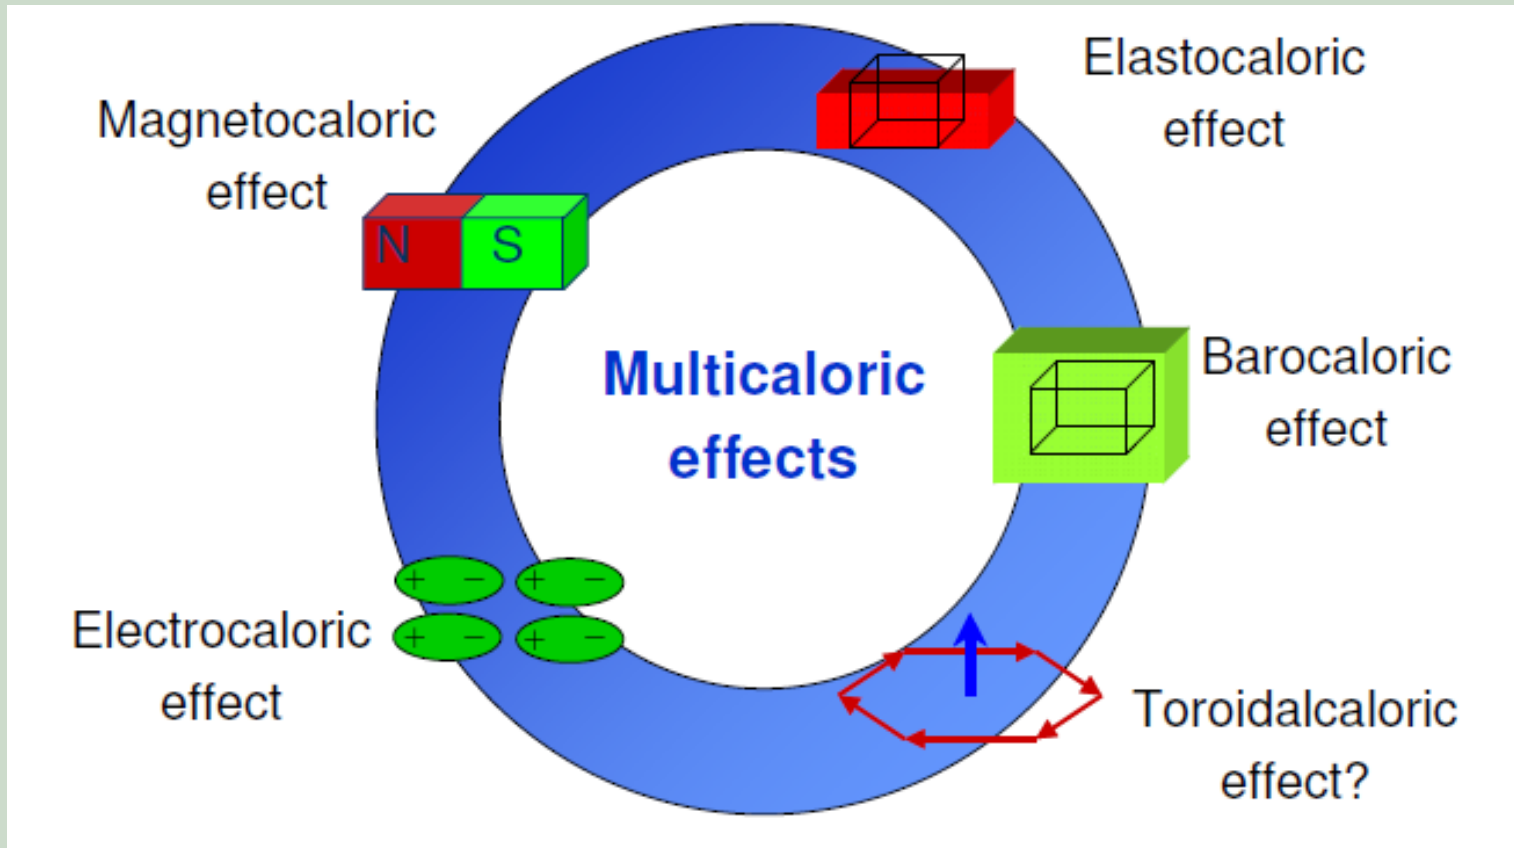 Elastocaloric
effect
Magnetocaloric
effect
N S
Multicaloric
effects
Barocaloric
effect
+ − + −
+ − + −
Electrocaloric
effect
Toroidalcaloric
effect?